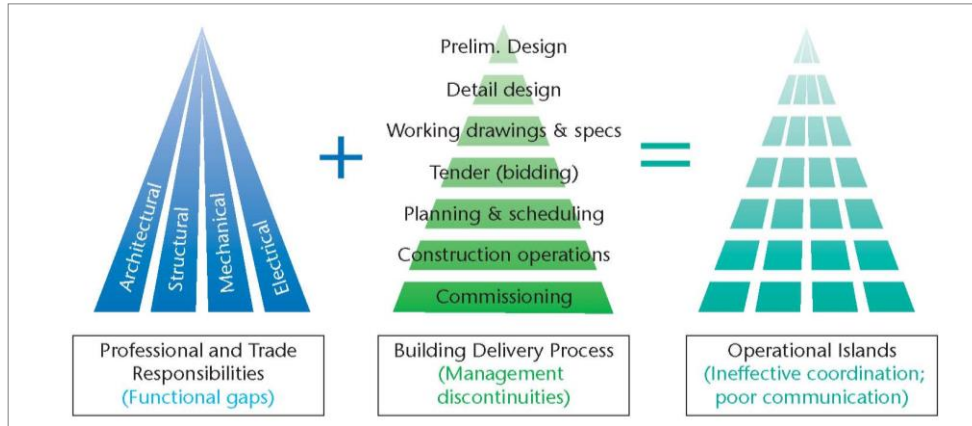 Architectural
Structural
Mechanical
Electrical
+
Prelim. Design
Detail design
Working drawings & specs
Tender (bidding)
Planning & scheduling
Construction operations
Commissioning
=
Professional and Trade
Responsibilities
(Functional gaps)
Building Delivery Process
(Management
discontinuities)
Operational Islands
(Ineffective coordination;
poor communication)